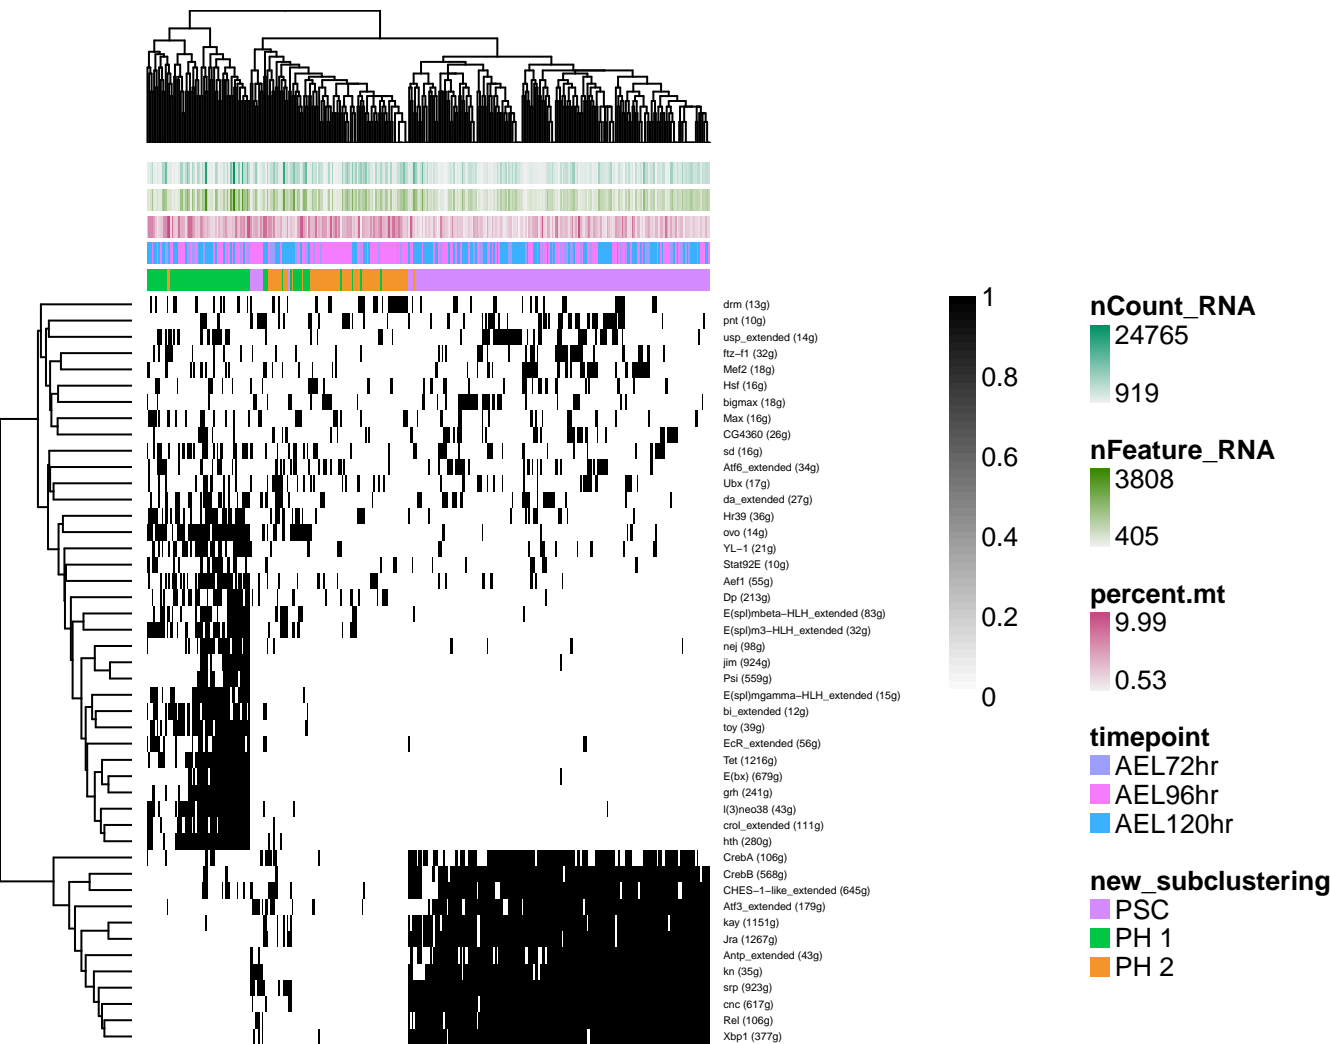 drm (13g)
pnt (10g)
usp_extended (14g)
ftz−f1 (32g)
Mef2 (18g)
Hsf (16g)
bigmax (18g)
Max (16g)
CG4360 (26g)
sd (16g)
Atf6_extended (34g)
Ubx (17g)
da_extended (27g)
Hr39 (36g)
ovo (14g)
YL−1 (21g)
Stat92E (10g)
Aef1 (55g)
Dp (213g)
E(spl)mbeta−HLH_extended (83g)
E(spl)m3−HLH_extended (32g)
nej (98g)
jim (924g)
Psi (559g)
E(spl)mgamma−HLH_extended (15g)
bi_extended (12g)
toy (39g)
EcR_extended (56g)
Tet (1216g)
E(bx) (679g)
grh (241g)
l(3)neo38 (43g)
crol_extended (111g)
hth (280g)
CrebA (106g)
CrebB (568g)
CHES−1−like_extended (645g)
Atf3_extended (179g)
kay (1151g)
Jra (1267g)
Antp_extended (43g)
kn (35g)
srp (923g)
cnc (617g)
Rel (106g)
Xbp1 (377g)
1
0.8
0.6
0.4
0.2
0
nCount_RNA
24765
919
nFeature_RNA
3808
405
percent.mt
9.99
0.53
timepoint
AEL72hr
AEL96hr
AEL120hr
new_subclustering
PSC
PH 1
PH 2